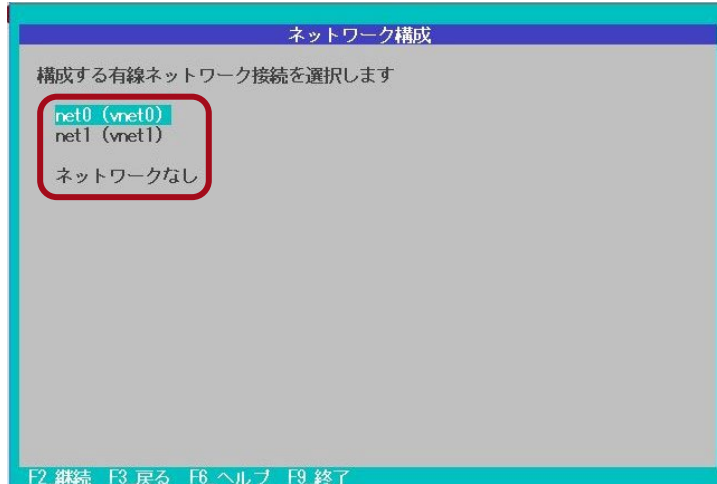 ネットワーク構成
構成する有線ネットワーク接続を選択します
net0 (vnet0)
net1 (vnet1)
ネットワークなし
F2 継続 F3 戻る F6 ヘルプ F9 終了